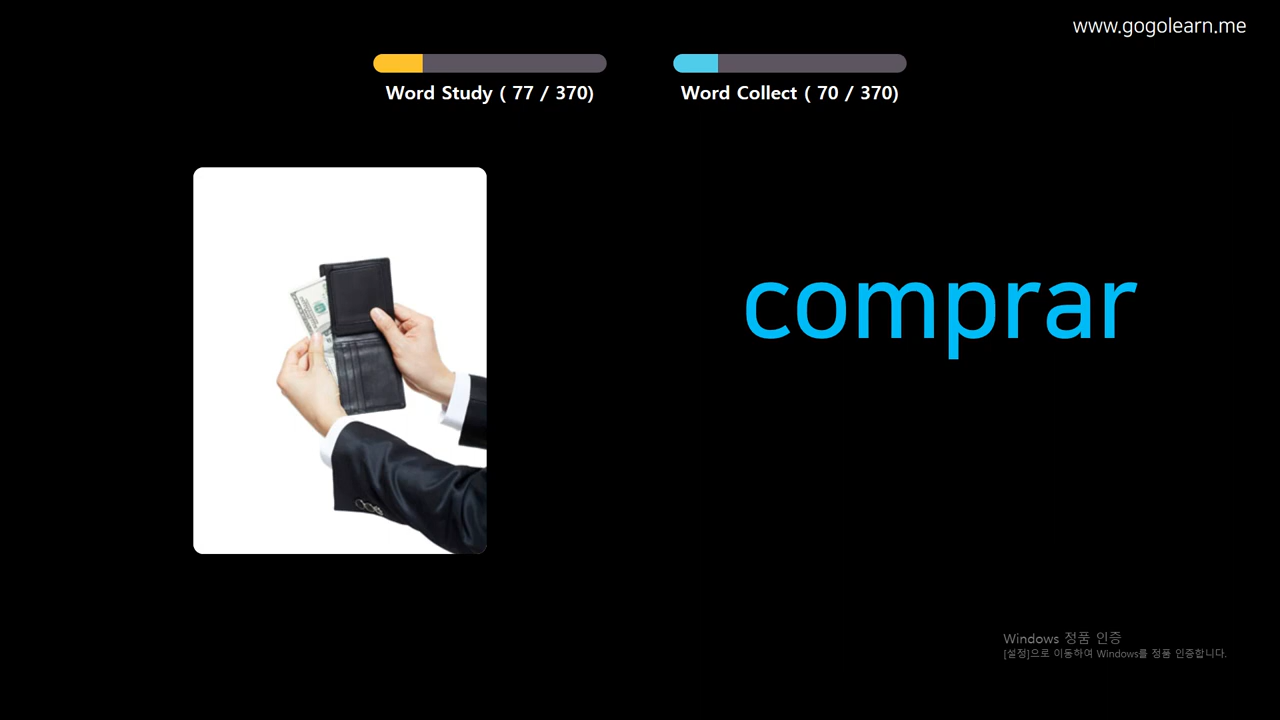 www.gogolearn.me
Word Study ( 77 / 370)
Word Collect ( 70 / 370)
comprar
Windows 정품 인증
[설정]으로 이동하여 Windows를 정품 인증합니다.